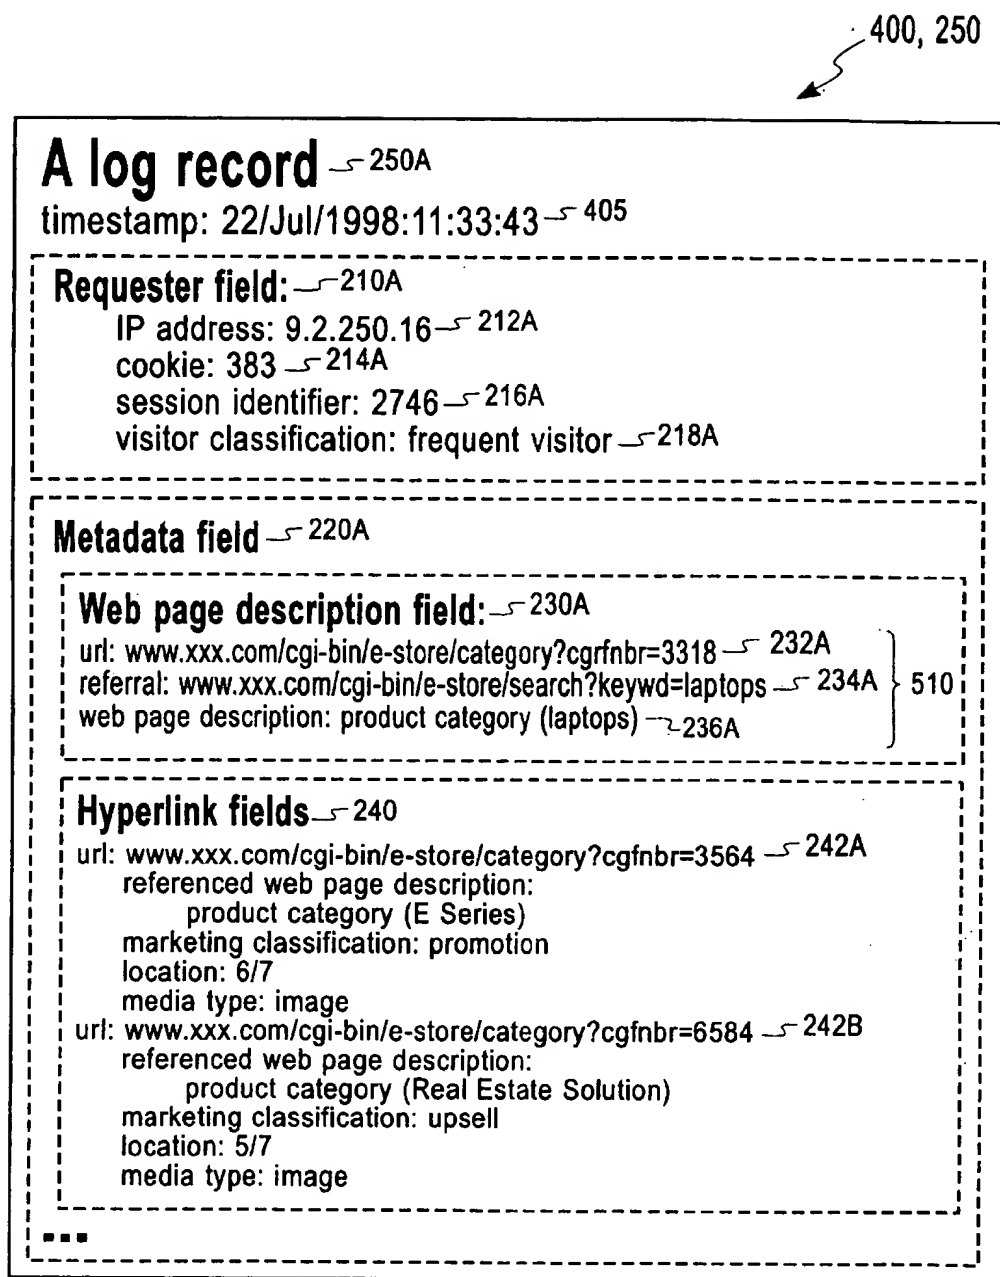 400, 250
A log record 250A
timestamp: 22/Jul/1998:11:33:43 405
Requester field: 210A
IP address: 9.2.250.16 212A
cookie: 383 214A
session identifier: 2746 216A
visitor classification: frequent visitor 218A
Metadata field 220A
Web page description field: 230A
url: www.xxx.com/cgi-bin/e-store/category?cgrfnbr=3318 232A
referral: www.xxx.com/cgi-bin/e-store/search?keywd=laptops 234A
510
web page description: product category (laptops) 236A
Hyperlink fields 240
url: www.xxx.com/cgi-bin/e-store/category?cgfnbr=3564 242A
referenced web page description:
product category (E Series)
marketing classification: promotion
location: 6/7
media type: image
url: www.xxx.com/cgi-bin/e-store/category?cgfnbr=6584 242B
referenced web page description:
product category (Real Estate Solution)
marketing classification: upsell
location: 5/7
media type: image
...